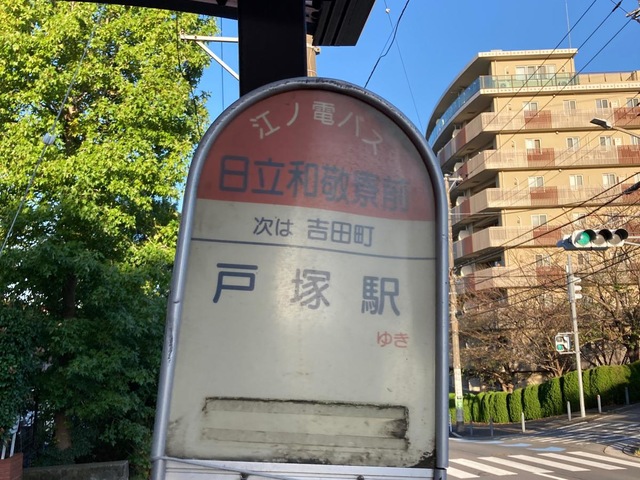 江ノ電バス
日立和敬寮前
次は 吉田町
戸塚駅
ゆき